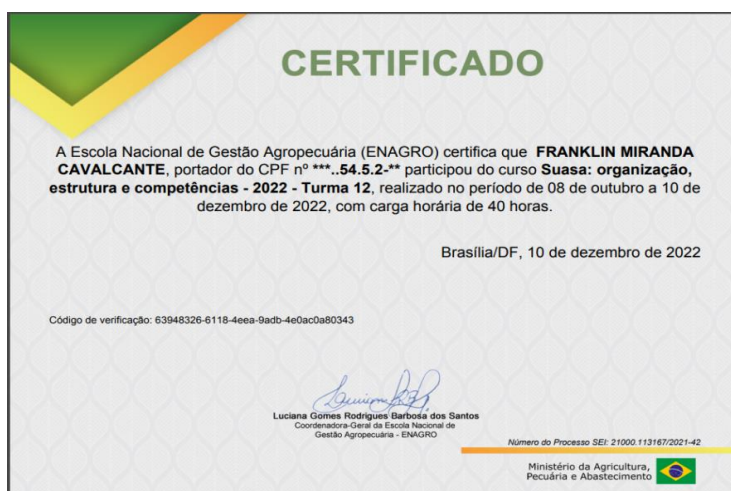 CERTIFICADO
A Escola Nacional de Gestão Agropecuária (ENAGRO) certifica que FRANKLIN MIRANDA
CAVALCANTE, portador do CPF nº ***..54.5.2-** participou do curso Suasa: organização,
estrutura e competências - 2022 - Turma 12, realizado no período de 08 de outubro a 10 de
dezembro de 2022, com carga horária de 40 horas.
Brasília/DF, 10 de dezembro de 2022
Código de verificação: 63948326-6118-4eea-9adb-4e0ac0a80343
Luciana Gomes Rodrigues Barbosa dos Santos
Coordenadora-Geral da Escola Nacional de
Gestão Agropecuária - ENAGRO
Número do Processo SEI: 21000.113167/2021-42
Ministério da Agricultura,
Pecuária e Abastecimento